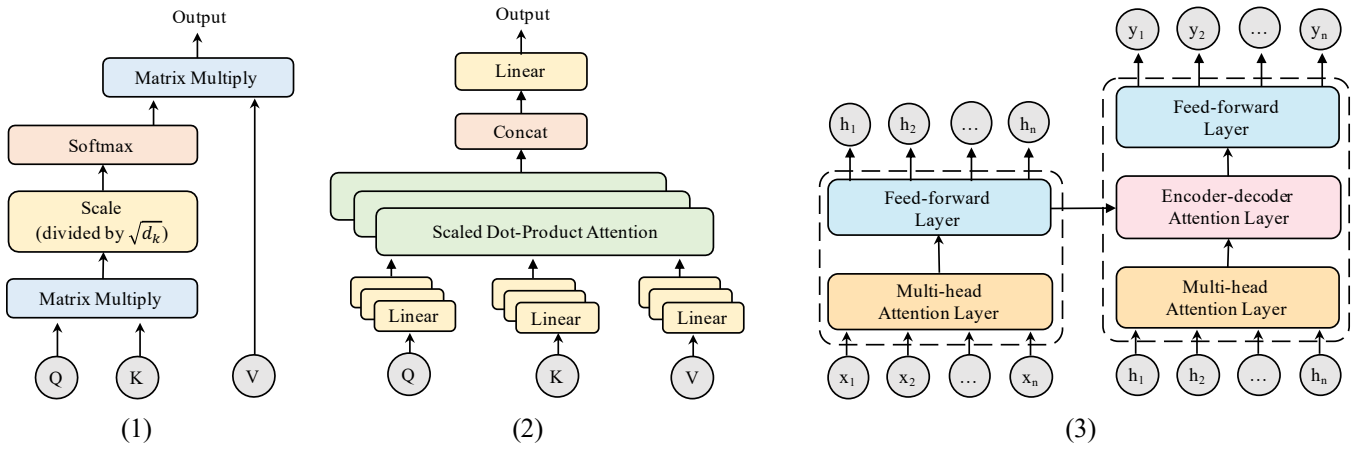 Output
Matrix Multiply
Softmax
Scale
(divided by √d_k)
Matrix Multiply
Q
K
V
(1)
Output
Linear
Concat
Scaled Dot-Product Attention
Linear
Linear
Linear
Q
K
V
(2)
h₁ h₂ ... hₙ
Feed-forward
Layer
Multi-head
Attention Layer
x₁ x₂ ... xₙ
y₁ y₂ ... yₙ
Feed-forward
Layer
Encoder-decoder
Attention Layer
Multi-head
Attention Layer
h₁ h₂ ... hₙ
(3)